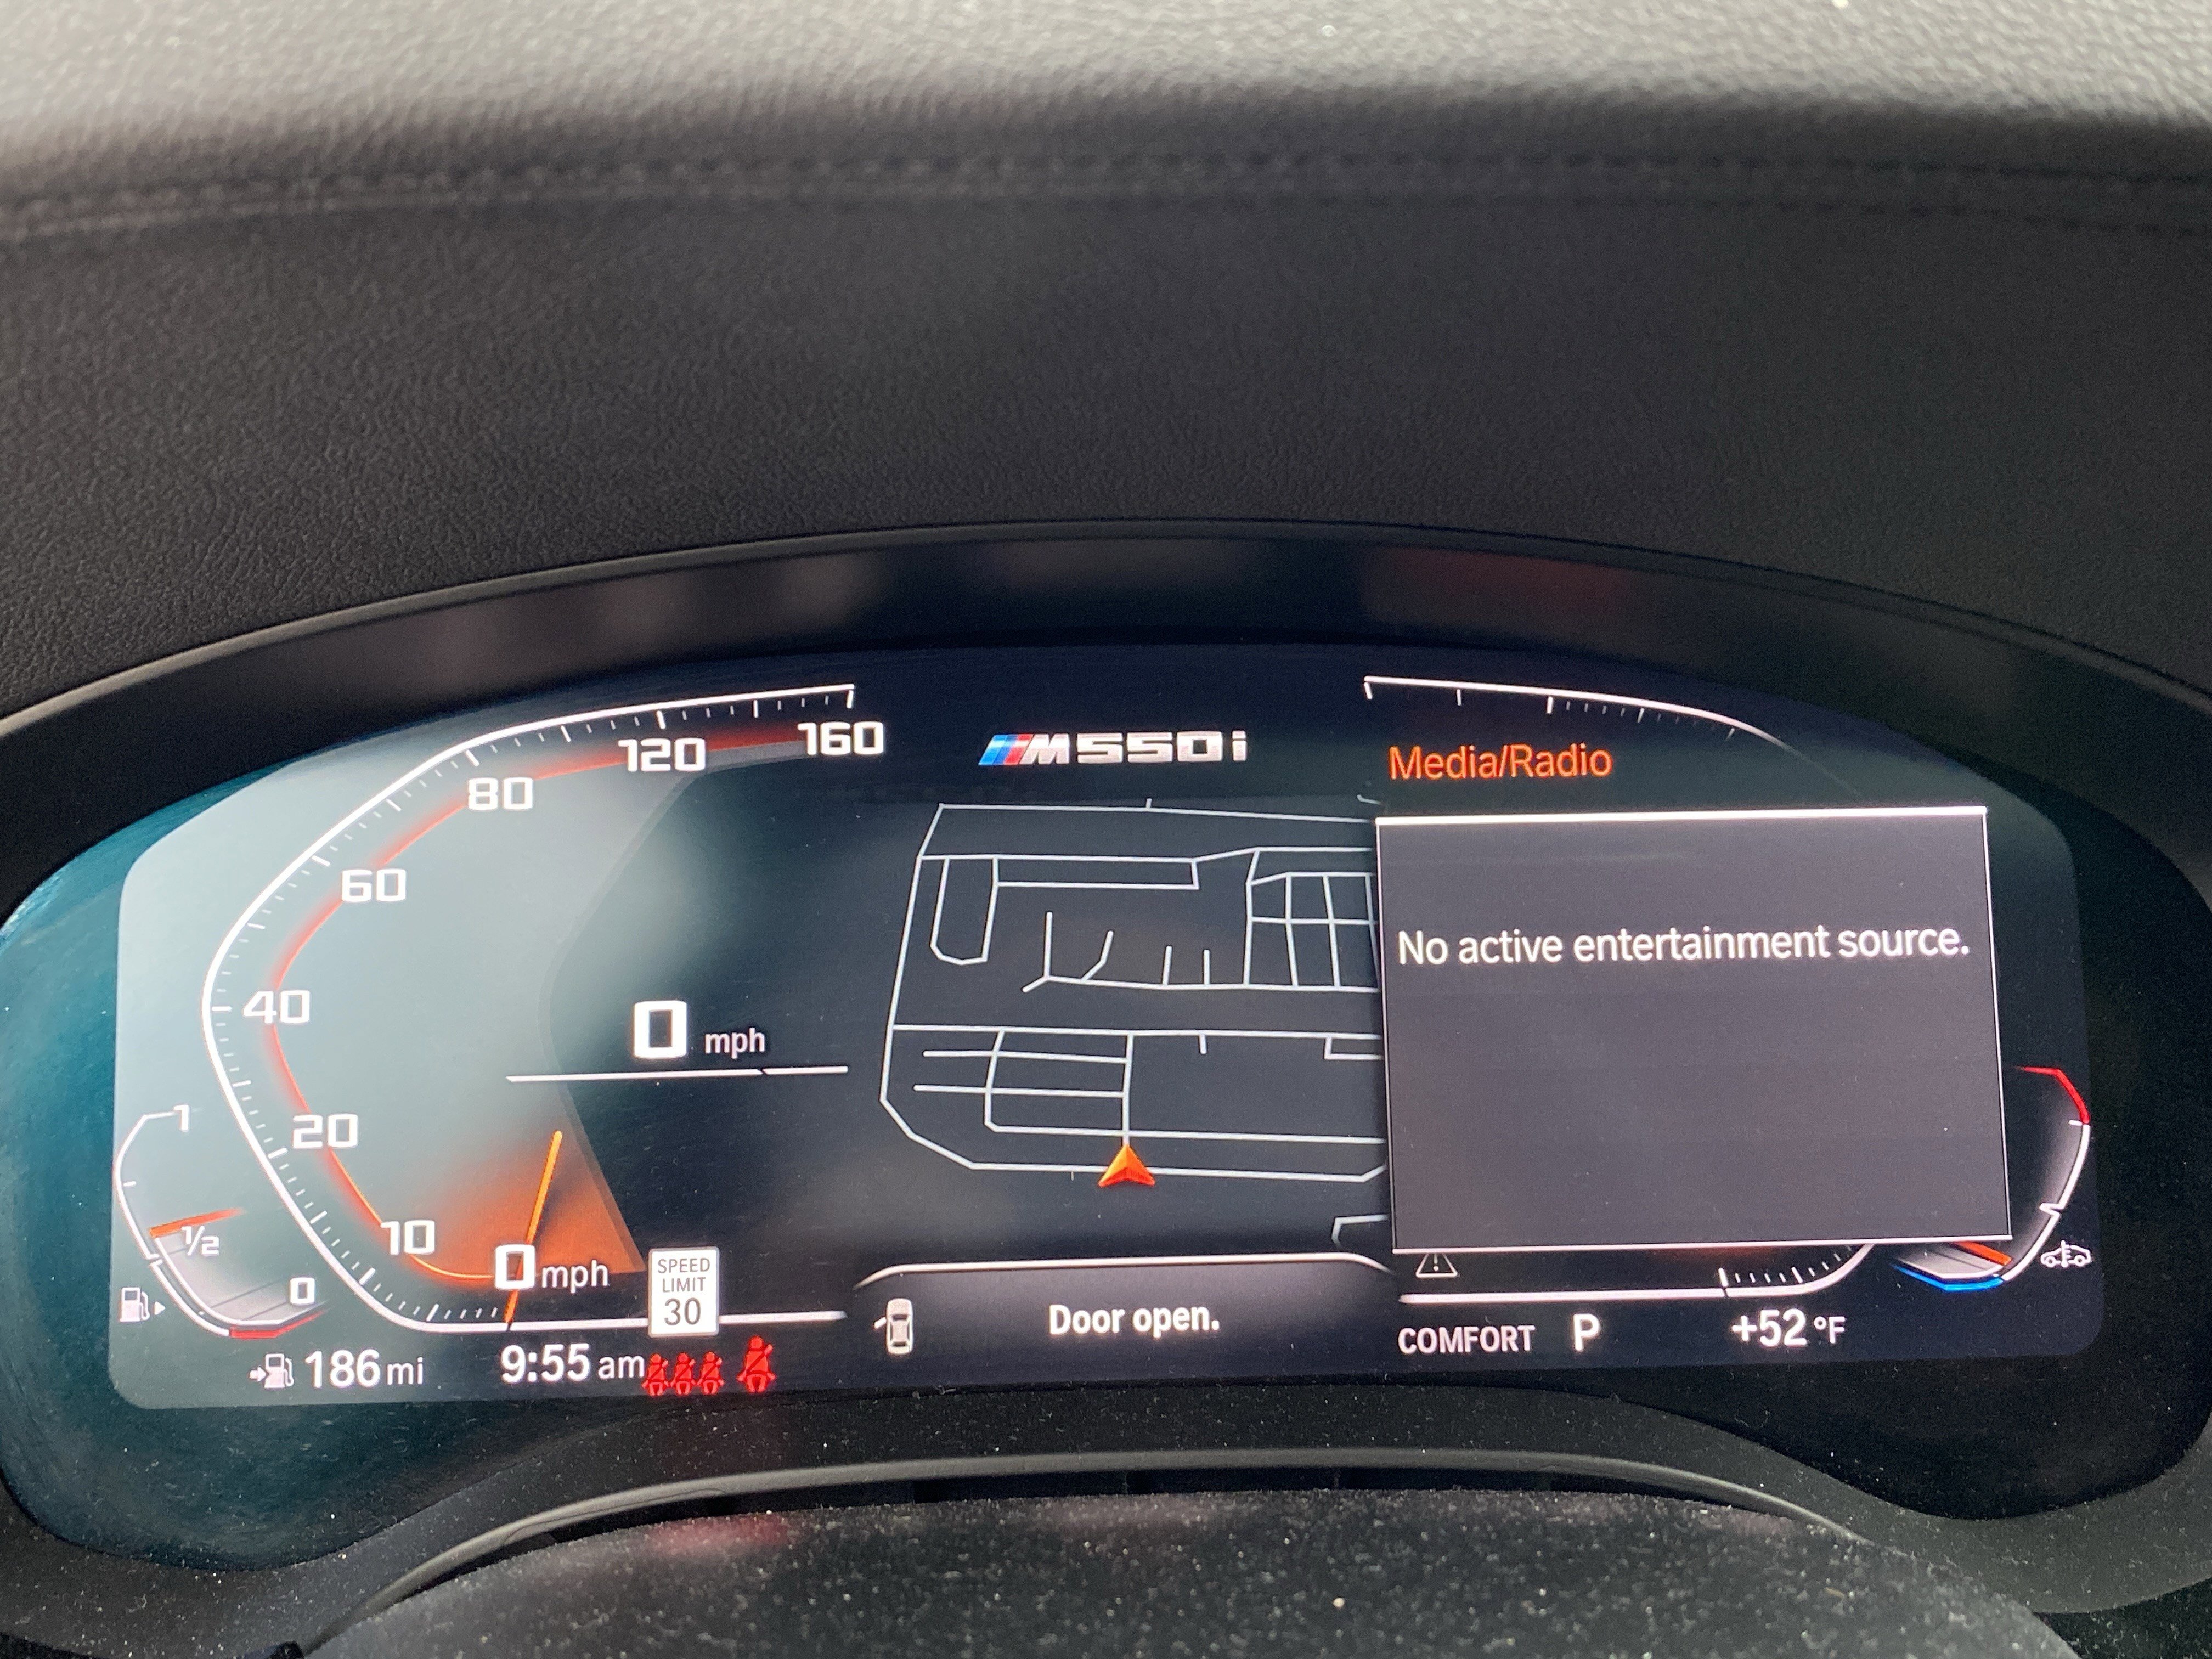 160
120
80
60
40
20
10
0 mph
0 mph
1
1/2
0
186 mi
9:55 am
SPEED
LIMIT
30
M550i
Door open.
Media/Radio
No active entertainment source.
COMFORT P +52 °F